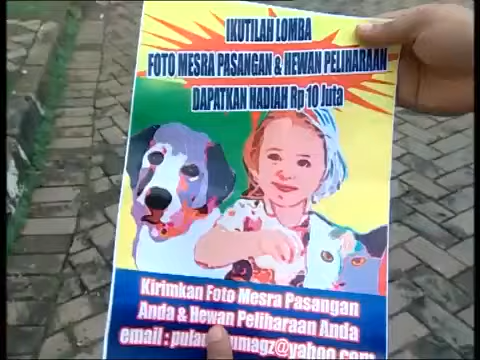 IKUTILAH LOMBA
FOTO MESRA PASANGAN & HEWAN PELIHARAAN
DAPATKAN HADIAH Rp 10 Juta
Kirimkan Foto Mesra Pasangan
Anda & Hewan Peliharaan Anda
email :